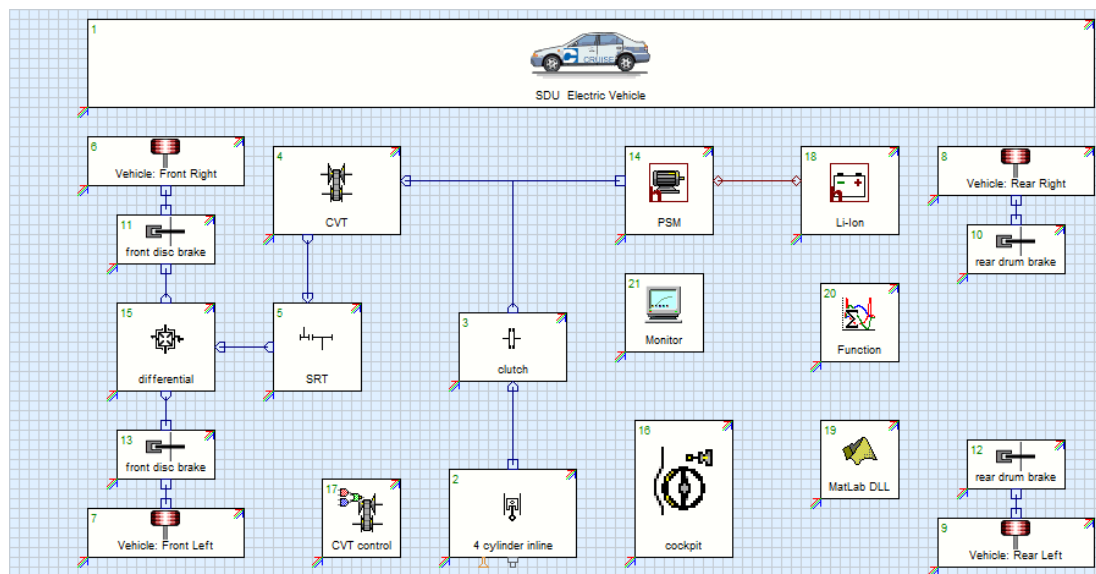 1
CRUISE
SDU Electric Vehicle
6
Vehicle: Front Right
4
CVT
14
PSM
18
Li-Ion
8
Vehicle: Rear Right
11
front disc brake
10
rear drum brake
21
Monitor
20
Function
15
differential
5
SRT
3
clutch
13
front disc brake
16
cockpit
19
MatLab DLL
12
rear drum brake
7
Vehicle: Front Left
17
CVT control
2
4 cylinder inline
9
Vehicle: Rear Left